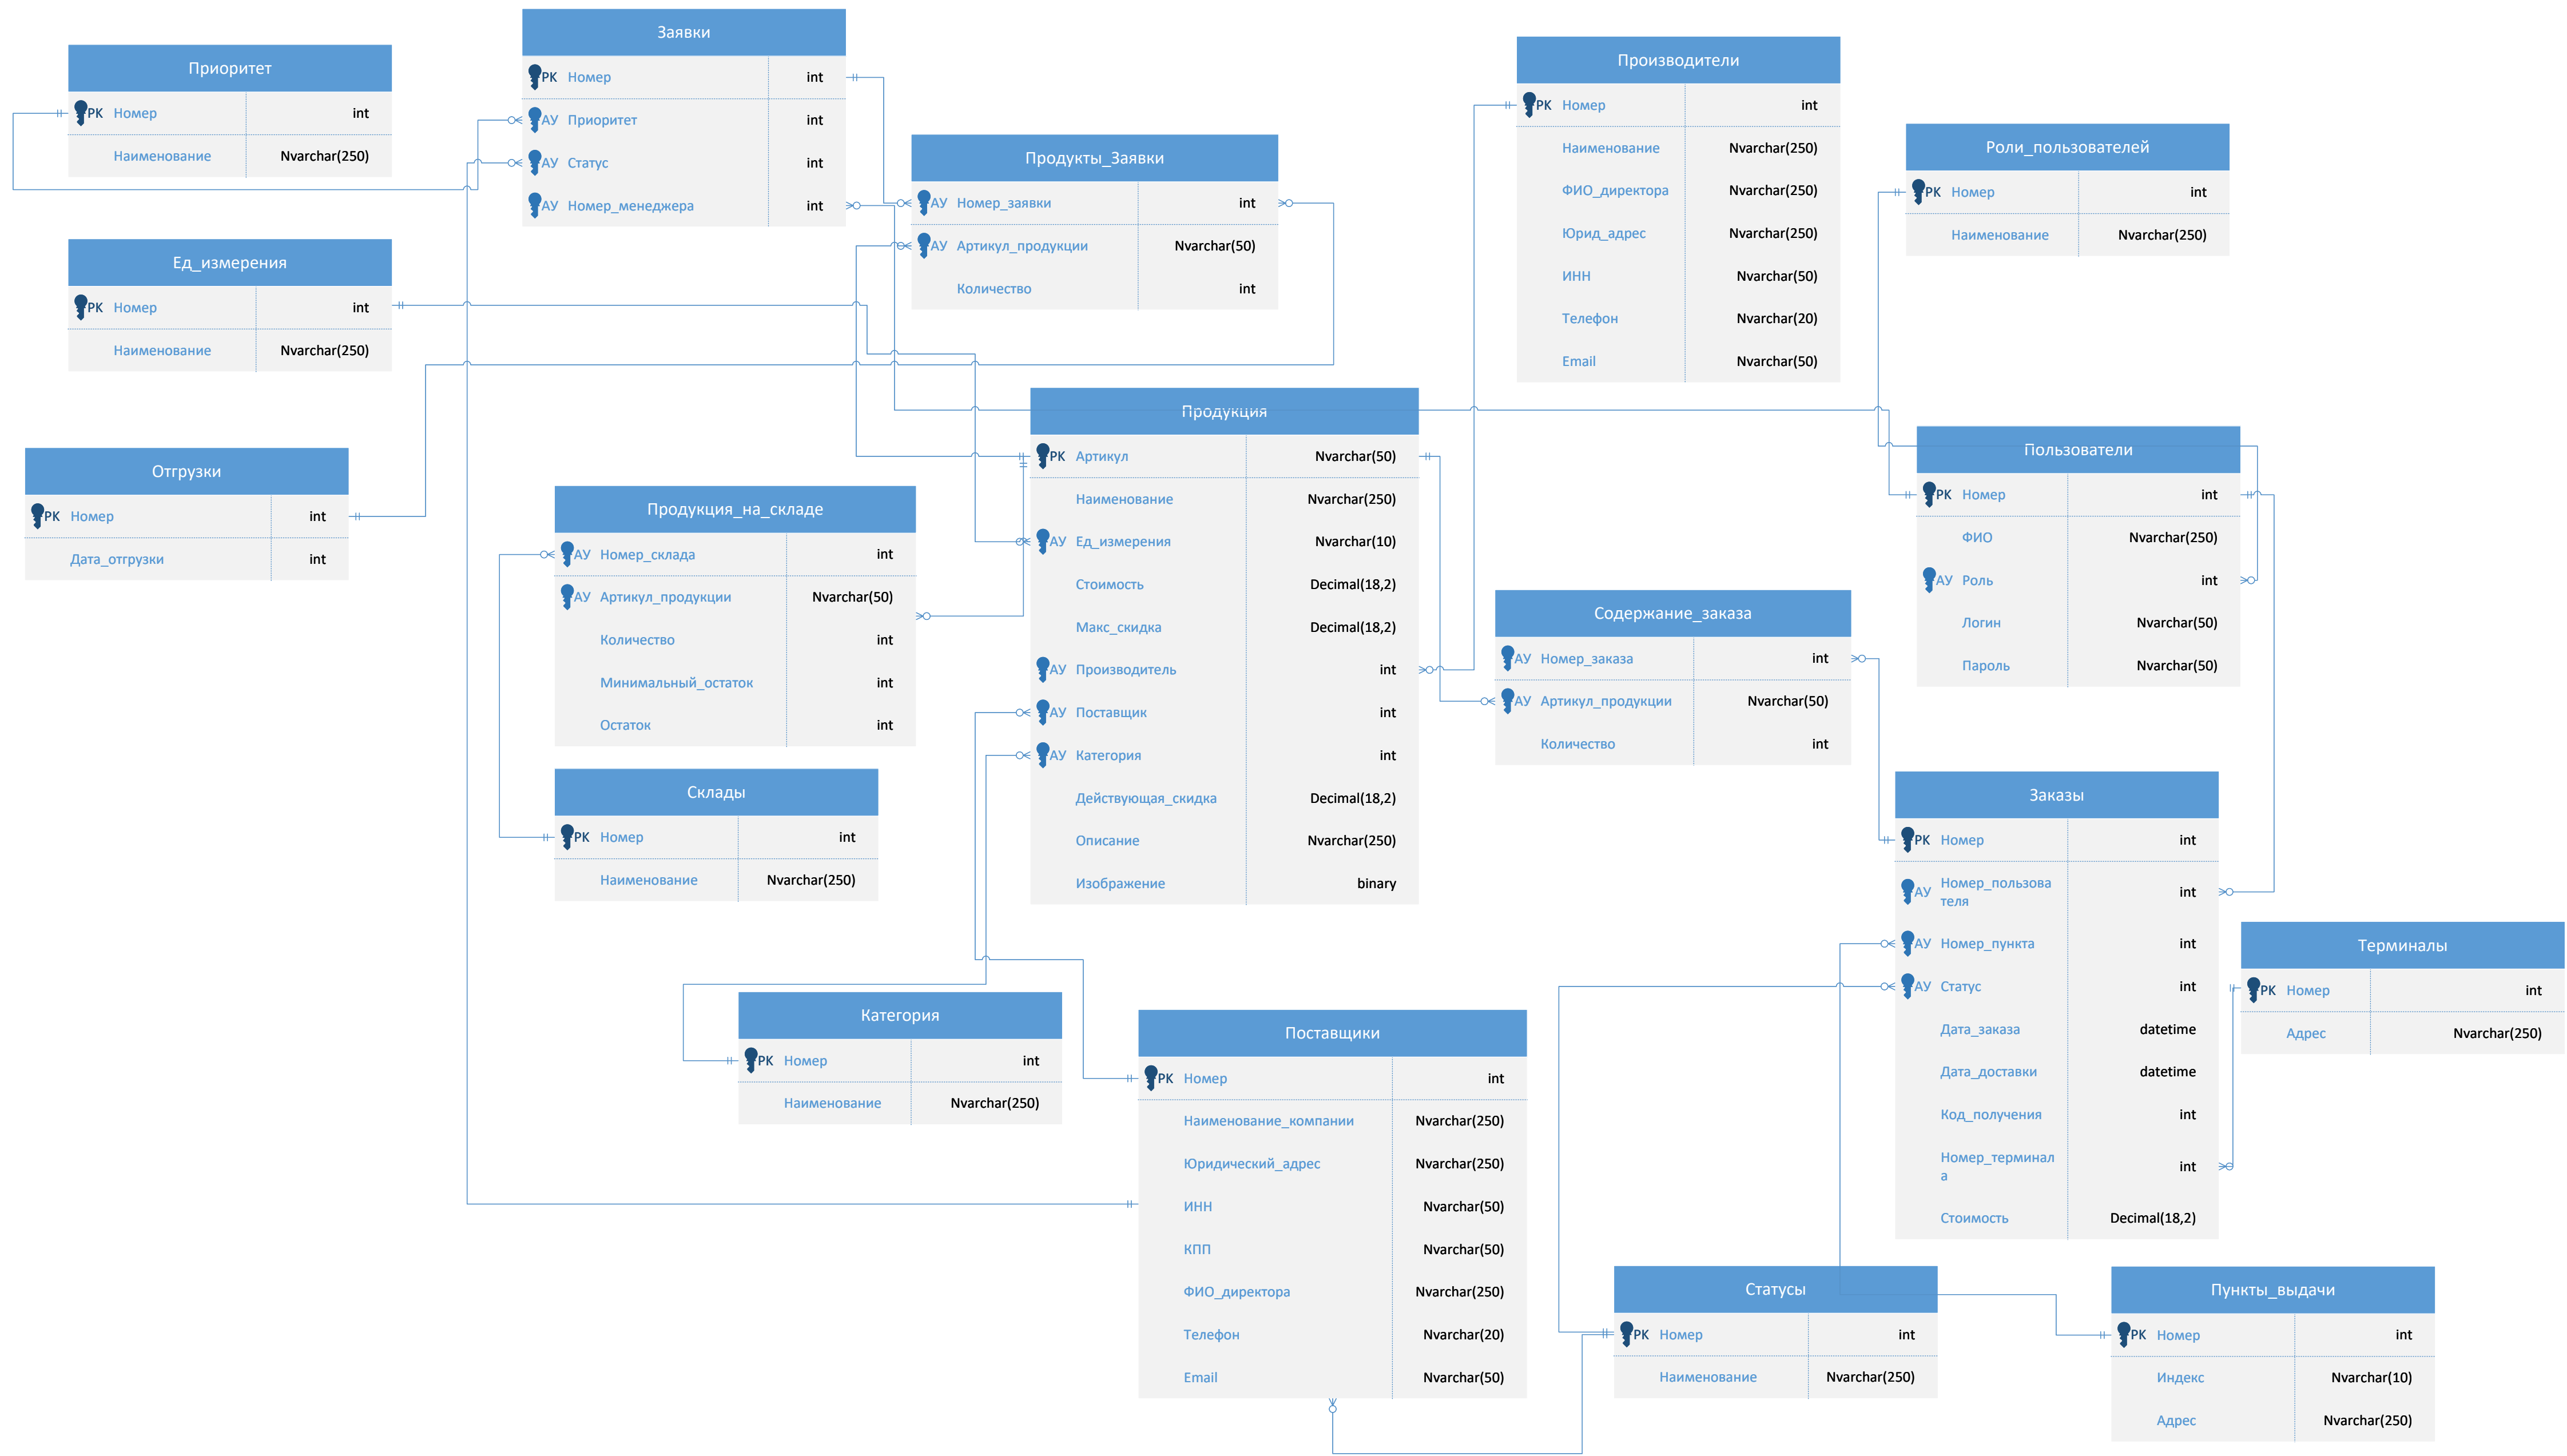 Приоритет
PK Номер int
Наименование Nvarchar(250)
Заявки
PK Номер int
АУ Приоритет int
АУ Статус int
АУ Номер_менеджера int
Продукты_Заявки
АУ Номер_заявки int
АУ Артикул_продукции Nvarchar(50)
Количество int
Производители
PK Номер int
Наименование Nvarchar(250)
ФИО_директора Nvarchar(250)
Юрид_адрес Nvarchar(250)
ИНН Nvarchar(50)
Телефон Nvarchar(20)
Email Nvarchar(50)
Роли_пользователей
PK Номер int
Наименование Nvarchar(250)
Ед_измерения
PK Номер int
Наименование Nvarchar(250)
Отгрузки
PK Номер int
Дата_отгрузки int
Продукция_на_складе
АУ Номер_склада int
АУ Артикул_продукции Nvarchar(50)
Количество int
Минимальный_остаток int
Остаток int
Продукция
PK Артикул Nvarchar(50)
Наименование Nvarchar(250)
АУ Ед_измерения Nvarchar(10)
Стоимость Decimal(18,2)
Макс_скидка Decimal(18,2)
АУ Производитель int
АУ Поставщик int
АУ Категория int
Действующая_скидка Decimal(18,2)
Описание Nvarchar(250)
Изображение binary
Пользователи
PK Номер int
ФИО Nvarchar(250)
АУ Роль int
Логин Nvarchar(50)
Пароль Nvarchar(50)
Содержание_заказа
АУ Номер_заказа int
АУ Артикул_продукции Nvarchar(50)
Количество int
Склады
PK Номер int
Наименование Nvarchar(250)
Заказы
PK Номер int
АУ Номер_пользова
теля int
АУ Номер_пункта int
АУ Статус int
Дата_заказа datetime
Дата_доставки datetime
Код_получения int
Номер_терминал
а int
Стоимость Decimal(18,2)
Терминалы
PK Номер int
Адрес Nvarchar(250)
Категория
PK Номер int
Наименование Nvarchar(250)
Поставщики
PK Номер int
Наименование_компании Nvarchar(250)
Юридический_адрес Nvarchar(250)
ИНН Nvarchar(50)
КПП Nvarchar(50)
ФИО_директора Nvarchar(250)
Телефон Nvarchar(20)
Email Nvarchar(50)
Статусы
PK Номер int
Наименование Nvarchar(250)
Пункты_выдачи
PK Номер int
Индекс Nvarchar(10)
Адрес Nvarchar(250)